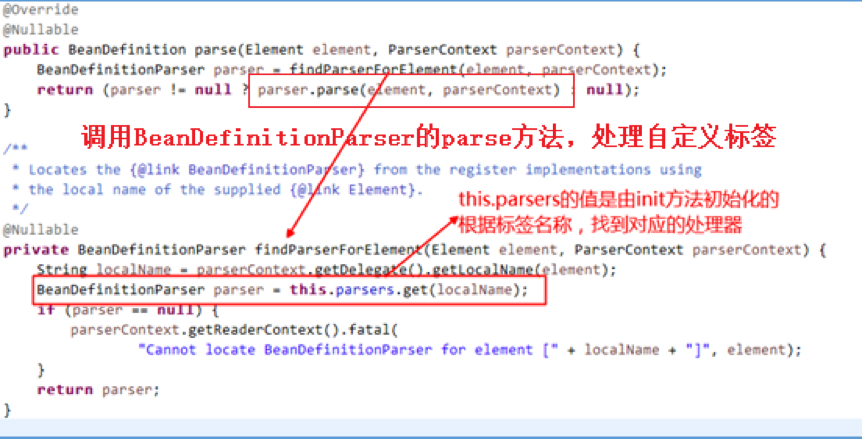 @Override
@Nullable
public BeanDefinition parse(Element element, ParserContext parserContext) {
BeanDefinitionParser parser = findParserForElement(element, parserContext);
return (parser != null ? parser.parse(element, parserContext) : null);
}
调用BeanDefinitionParser的parse方法，处理自定义标签
/**
* Locates the {@link BeanDefinitionParser} from the register implementations using
* the local name of the supplied {@link Element}.
*/
this.parsers的值是由init方法初始化的
根据标签名称，找到对应的处理器
@Nullable
private BeanDefinitionParser findParserForElement(Element element, ParserContext parserContext) {
String localName = parserContext.getDelegate().getLocalName(element);
BeanDefinitionParser parser = this.parsers.get(localName);
if (parser == null) {
parserContext.getReaderContext().fatal(
"Cannot locate BeanDefinitionParser for element [" + localName + "]", element);
}
return parser;
}